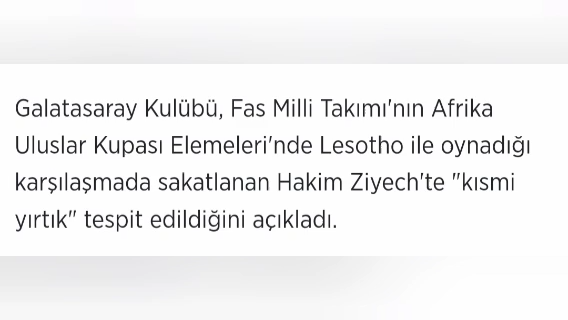 Galatasaray Kulübü, Fas Milli Takımı'nın Afrika
Uluslar Kupası Elemeleri'nde Lesotho ile oynadığı
karşılaşmada sakatlanan Hakim Ziyech'te "kısmi
yırtık" tespit edildiğini açıkladı.